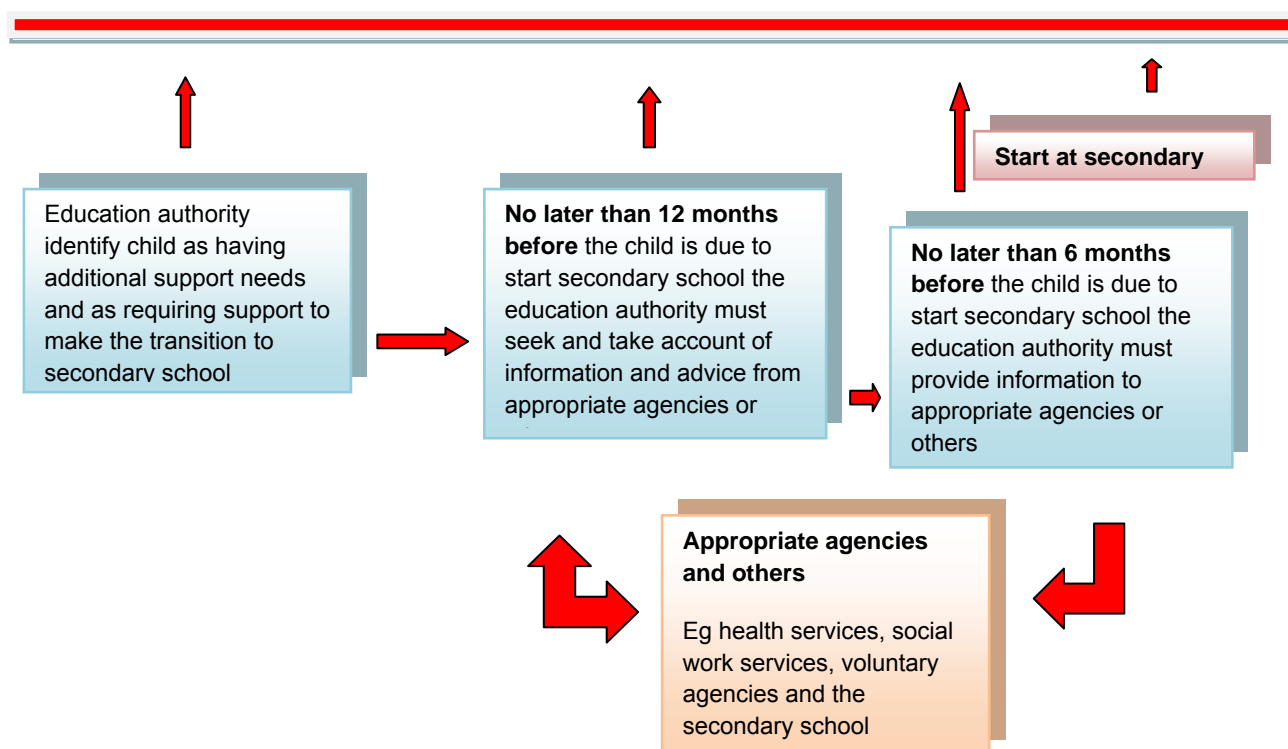 Start at secondary
Education authority
identify child as having
additional support needs
and as requiring support to
make the transition to
secondary school
No later than 12 months
before the child is due to
start secondary school the
education authority must
seek and take account of
information and advice from
appropriate agencies or
No later than 6 months
before the child is due to
start secondary school the
education authority must
provide information to
appropriate agencies or
others
Appropriate agencies
and others
Eg health services, social
work services, voluntary
agencies and the
secondary school